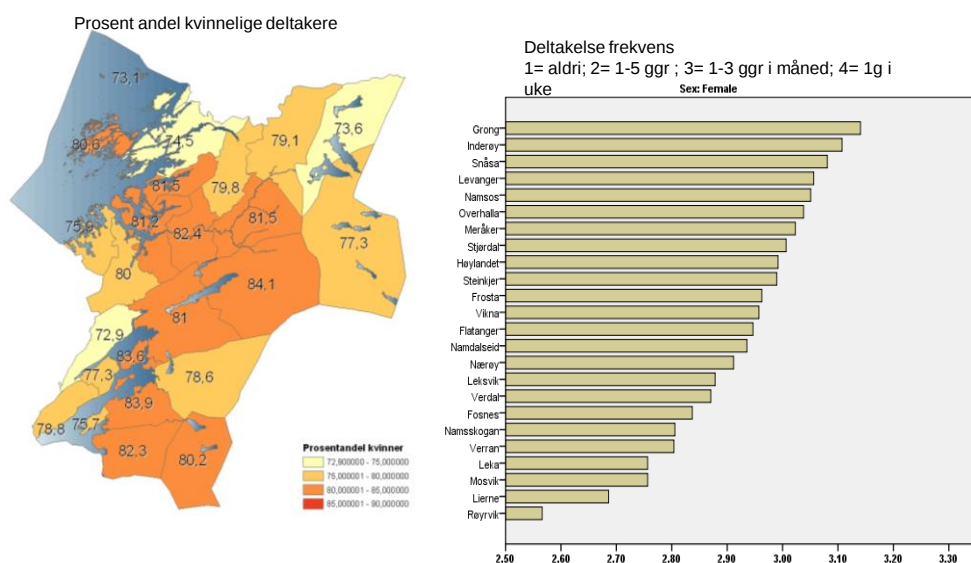 Prosent andel kvinnelige deltakere
73,1
80,6
74,5
79,1
73,6
81,5
79,8
75,9
81,2
82,4
81,5
77,3
80
84,1
81
72,9
83,6
77,3
78,6
83,9
78,8
75,7
82,3
80,2
Prosentandel kvinner
72,900000 - 75,000000
75,000001 - 80,000000
80,000001 - 85,000000
85,000001 - 90,000000
Deltakelse frekvens
1= aldri; 2= 1-5 ggr ; 3= 1-3 ggr i måned; 4= 1g i
uke
Sex: Female
Grong
Inderøy
Snåsa
Levanger
Namsos
Overhalla
Meråker
Stjørdal
Høylandet
Steinkjer
Frosta
Vikna
Flatanger
Namdalseid
Nærøy
Leksvik
Verdal
Fosnes
Namsskogan
Verran
Leka
Mosvik
Lierne
Røyrvik
2.50 2.60 2.70 2.80 2.90 3.00 3.10 3.20 3.30